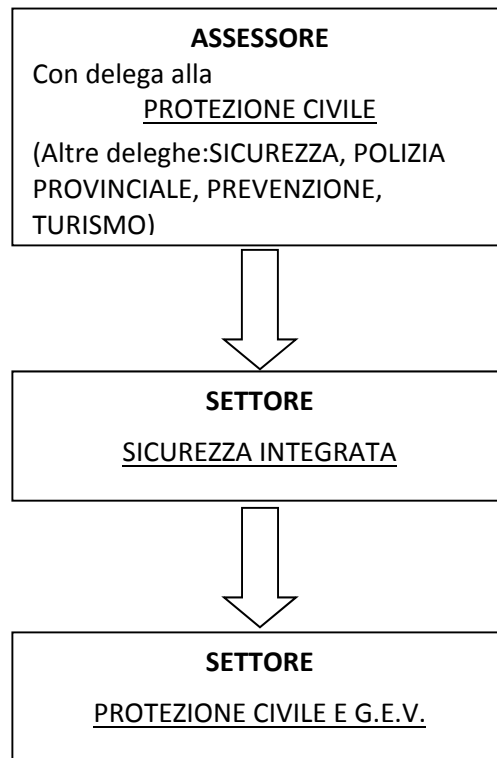 ASSESSORE
Con delega alla
PROTEZIONE CIVILE
(Altre deleghe:SICUREZZA, POLIZIA
PROVINCIALE, PREVENZIONE,
TURISMO)
SETTORE
SICUREZZA INTEGRATA
SETTORE
PROTEZIONE CIVILE E G.E.V.